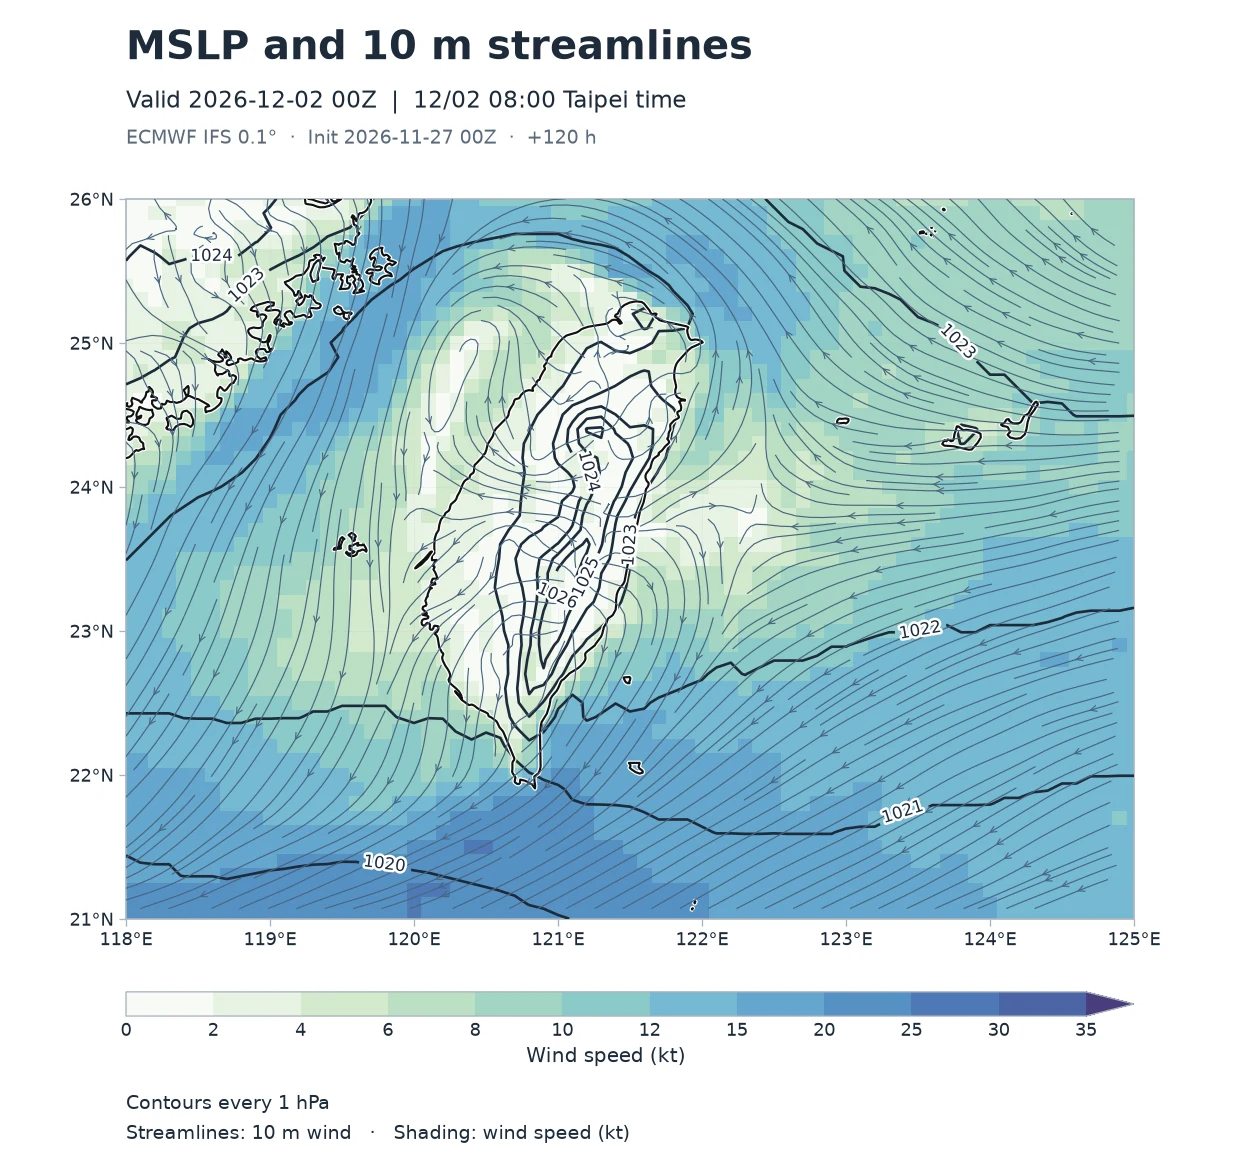 MSLP and 10 m streamlines
Valid 2026-12-02 00Z | 12/02 08:00 Taipei time
ECMWF IFS 0.1° · Init 2026-11-27 00Z · +120 h
26°N
25°N
24°N
23°N
22°N
21°N
1024
1023
1023
1024
1023
1025
1026
1022
1021
1020
118°E 119°E 120°E 121°E 122°E 123°E 124°E 125°E
0 2 4 6 8 10 12 15 20 25 30 35
Wind speed (kt)
Contours every 1 hPa
Streamlines: 10 m wind · Shading: wind speed (kt)